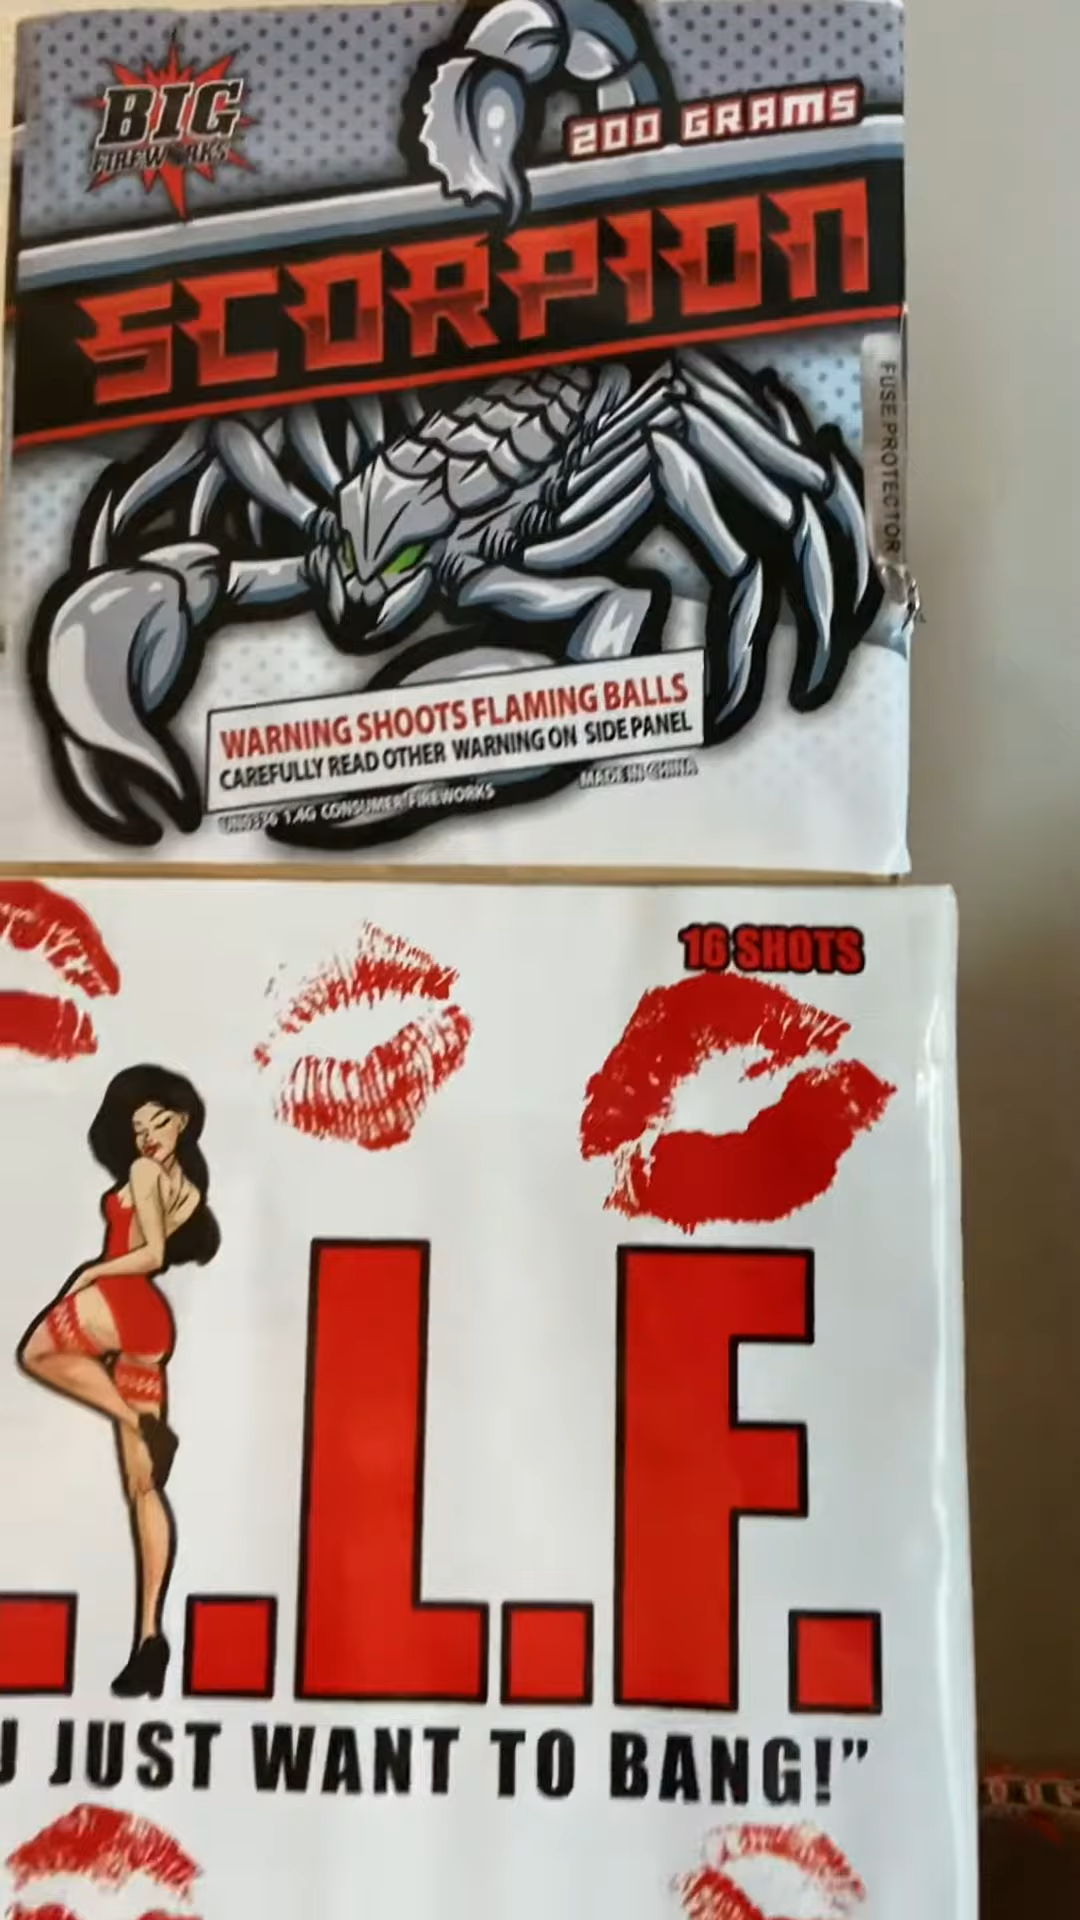 BIG
FIREWORKS
200 GRAMS
SCORPION
FUSE PROTECTOR
WARNING SHOOTS FLAMING BALLS
CAREFULLY READ OTHER WARNING ON SIDE PANEL
UN0336 1.4G CONSUMER FIREWORKS
MADE IN CHINA
16 SHOTS
.L.F.
JUST WANT TO BANG!”